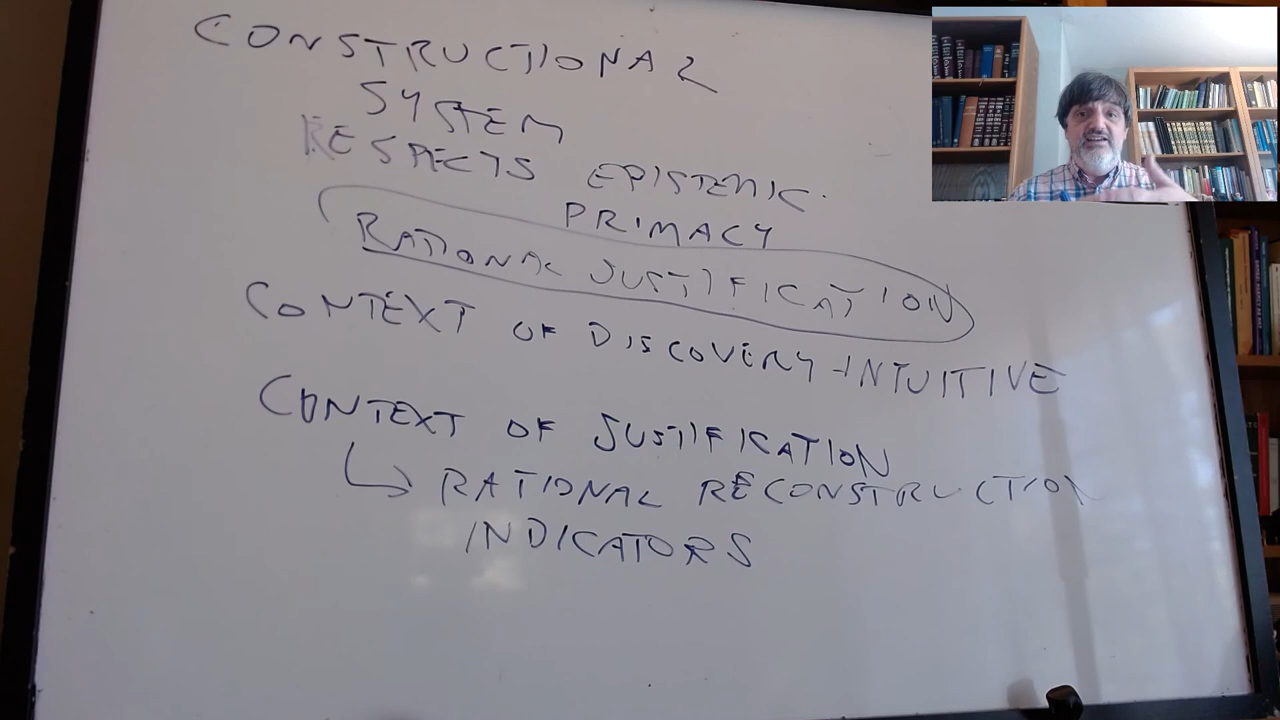 CONSTRUCTIONAL
SYSTEM
RESPECTS EPISTEMIC
PRIMACY
RATIONAL JUSTIFICATION
CONTEXT OF DISCOVERY - INTUITIVE
CONTEXT OF JUSTIFICATION
RATIONAL RECONSTRUCTION
INDICATORS